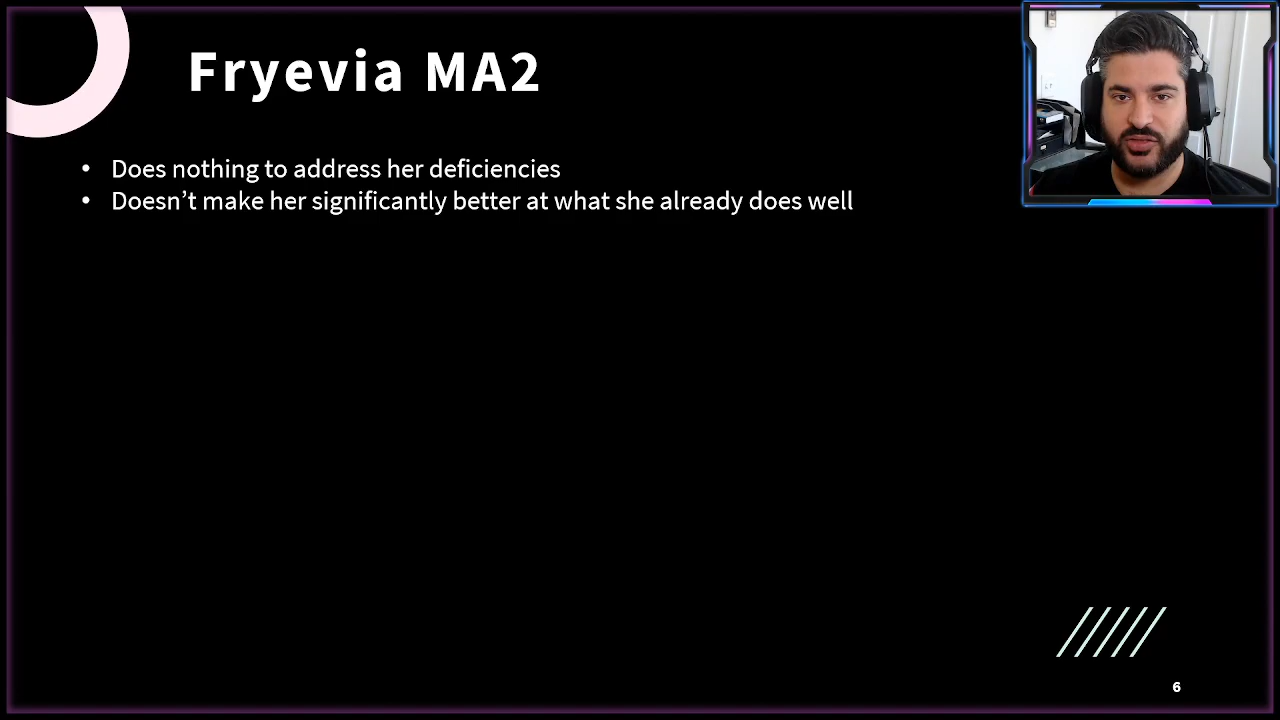 Fryevia MA2
• Does nothing to address her deficiencies
• Doesn’t make her significantly better at what she already does well
6